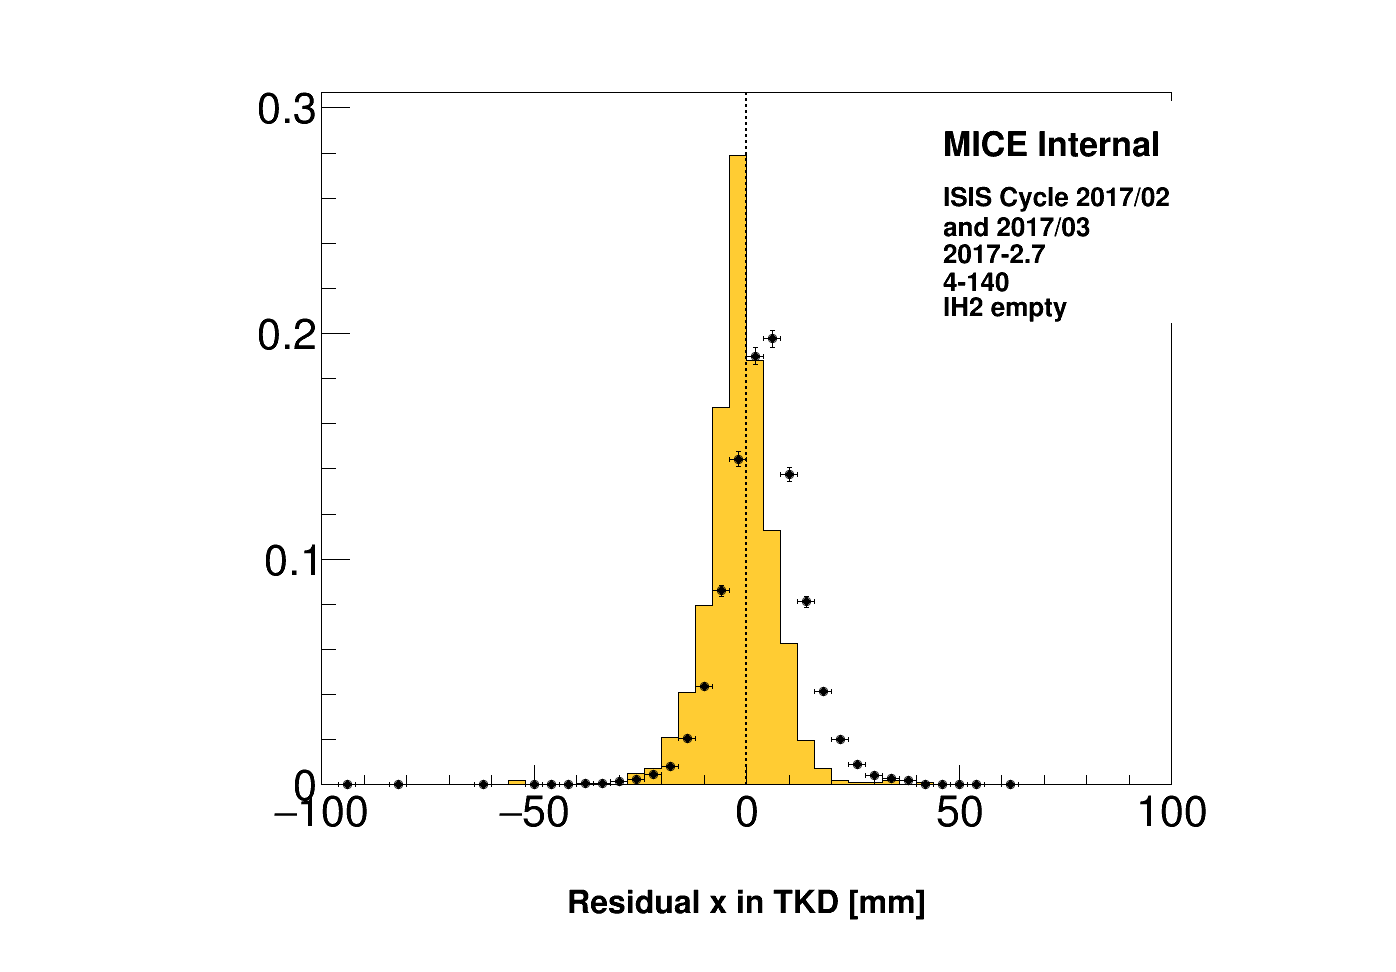 0.3
MICE Internal
ISIS Cycle 2017/02
and 2017/03
2017-2.7
4-140
lH2 empty
0.2
0.1
0
−100 −50 0 50 100
Residual x in TKD [mm]